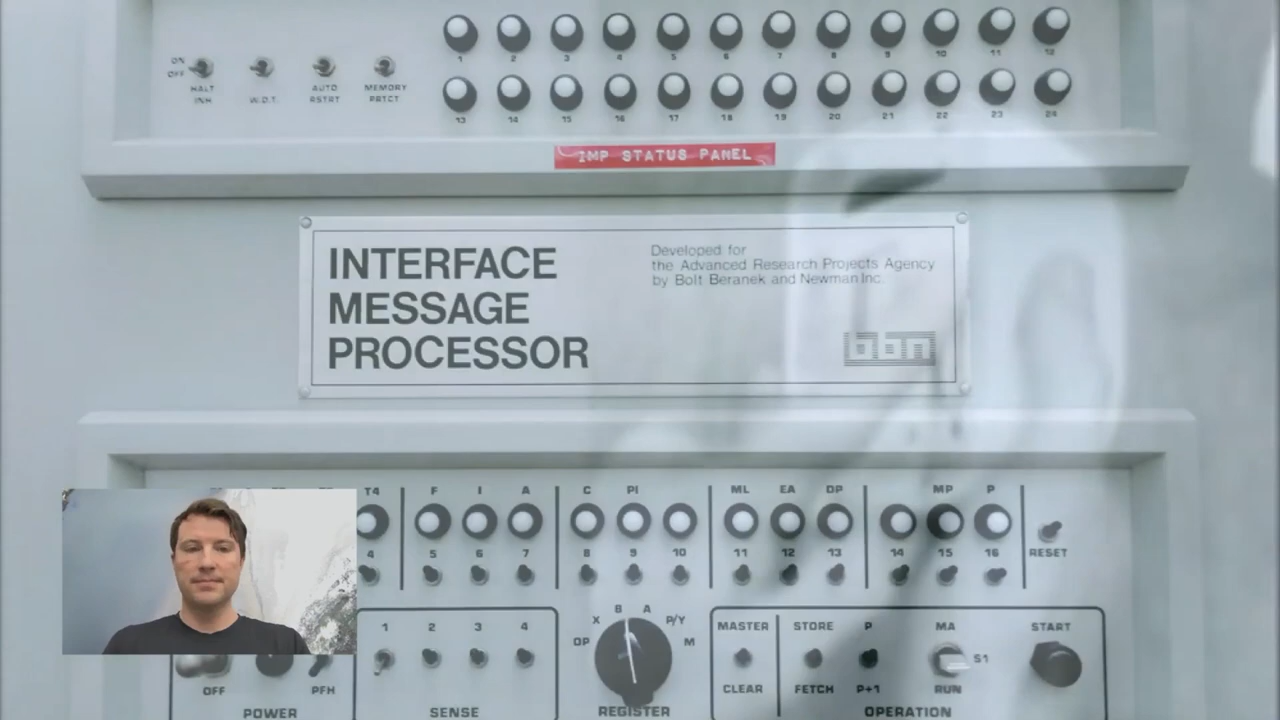 1 2 3 4 5 6 7 8 9 10 11 12
ON
OFF
HALT INH
W.D.T.
AUTO RSTRT
MEMORY PRTCT
13 14 15 16 17 18 19 20 21 22 23 24
IMP STATUS PANEL
INTERFACE
MESSAGE
PROCESSOR
Developed for
the Advanced Research Projects Agency
by Bolt Beranek and Newman Inc.
bbn
T4 F I A C PI ML EA DP MP P
4 5 6 7 8 9 10 11 12 13 14 15 16
RESET
OFF
PFH
POWER
1 2 3 4
SENSE
OP X B A P/Y M
REGISTER
MASTER
CLEAR
STORE
FETCH
P
P+1
MA
S1
RUN
START
OPERATION